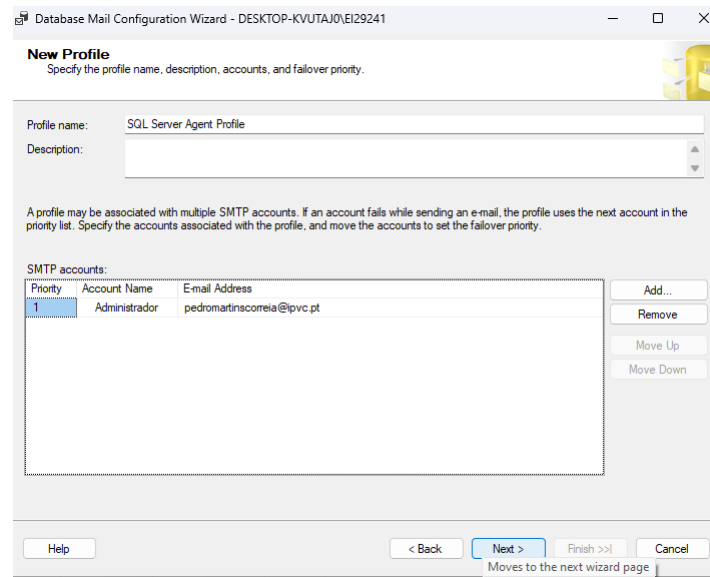 Database Mail Configuration Wizard - DESKTOP-KVUTAJ0\EI29241
New Profile
Specify the profile name, description, accounts, and failover priority.
Profile name: SQL Server Agent Profile
Description:
A profile may be associated with multiple SMTP accounts. If an account fails while sending an e-mail, the profile uses the next account in the
priority list. Specify the accounts associated with the profile, and move the accounts to set the failover priority.
SMTP accounts:
Priority Account Name E-mail Address
1 Administrador pedromartinscorreia@ipvc.pt
Add...
Remove
Move Up
Move Down
Help < Back Next > Finish >>| Cancel
Moves to the next wizard page